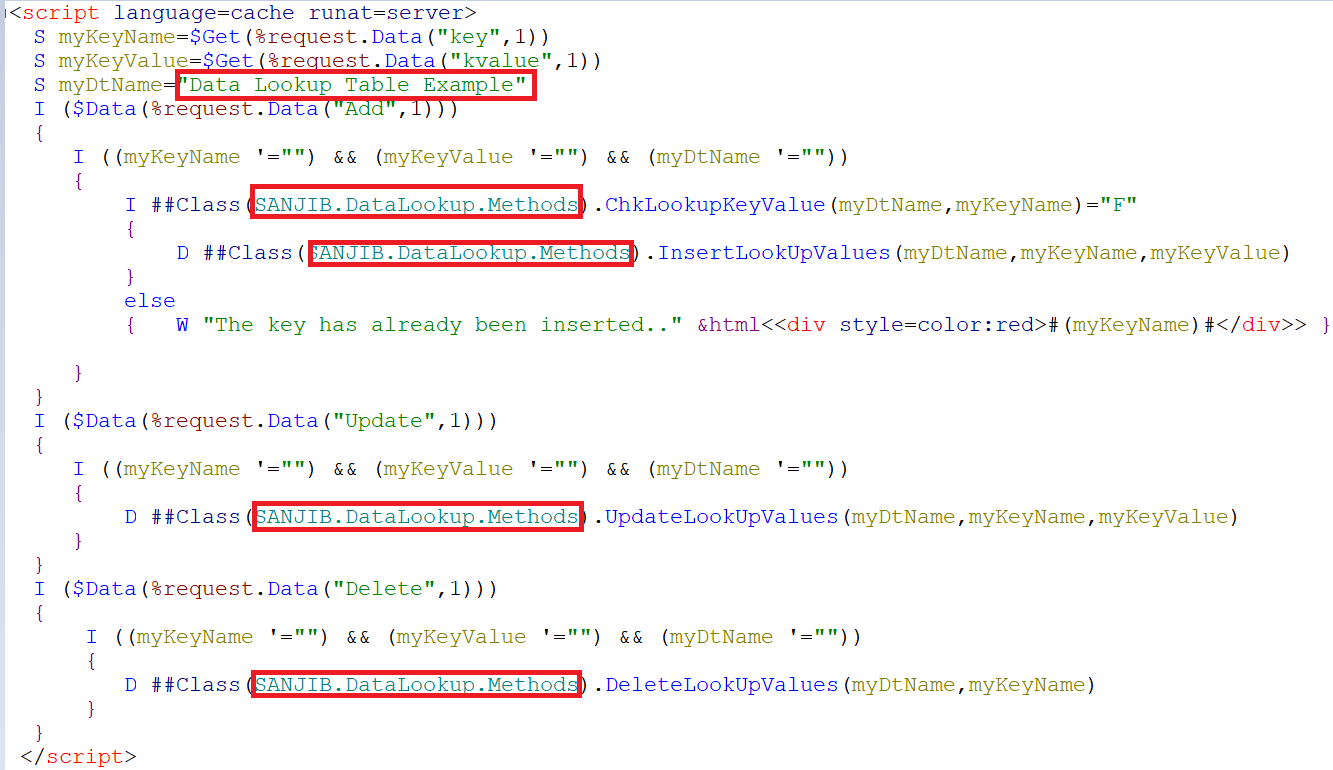 <script language=cache runat=server>
S myKeyName=$Get(%request.Data("key",1))
S myKeyValue=$Get(%request.Data("kvalue",1))
S myDtName="Data Lookup Table Example"
I ($Data(%request.Data("Add",1)))
{
I ((myKeyName '="") && (myKeyValue '="") && (myDtName '=""))
{
I ##Class(SANJIB.DataLookup.Methods).ChkLookupKeyValue(myDtName,myKeyName)="F"
{
D ##Class(SANJIB.DataLookup.Methods).InsertLookUpValues(myDtName,myKeyName,myKeyValue)
}
else
{ W "The key has already been inserted.." &html<<div style=color:red>#(myKeyName)#</div>> }
}
}
I ($Data(%request.Data("Update",1)))
{
I ((myKeyName '="") && (myKeyValue '="") && (myDtName '=""))
{
D ##Class(SANJIB.DataLookup.Methods).UpdateLookUpValues(myDtName,myKeyName,myKeyValue)
}
}
I ($Data(%request.Data("Delete",1)))
{
I ((myKeyName '="") && (myKeyValue '="") && (myDtName '=""))
{
D ##Class(SANJIB.DataLookup.Methods).DeleteLookUpValues(myDtName,myKeyName)
}
}
</script>